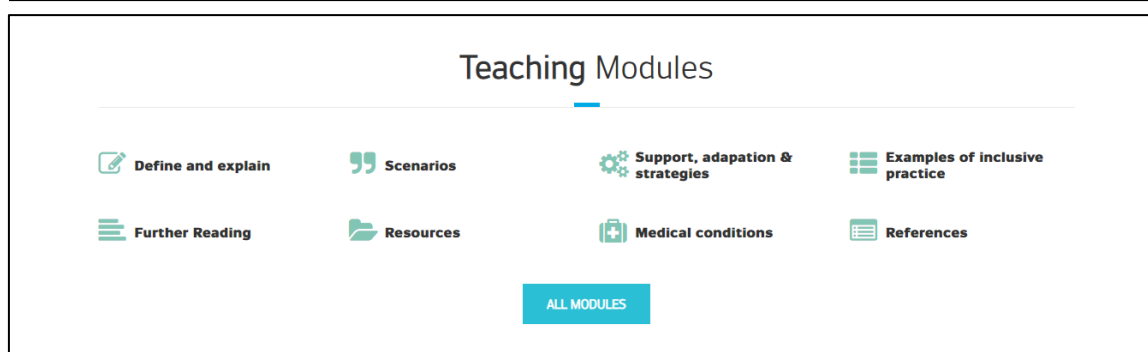 Teaching Modules
Define and explain
Scenarios
Support, adapation &
strategies
Examples of inclusive
practice
Further Reading
Resources
Medical conditions
References
ALL MODULES